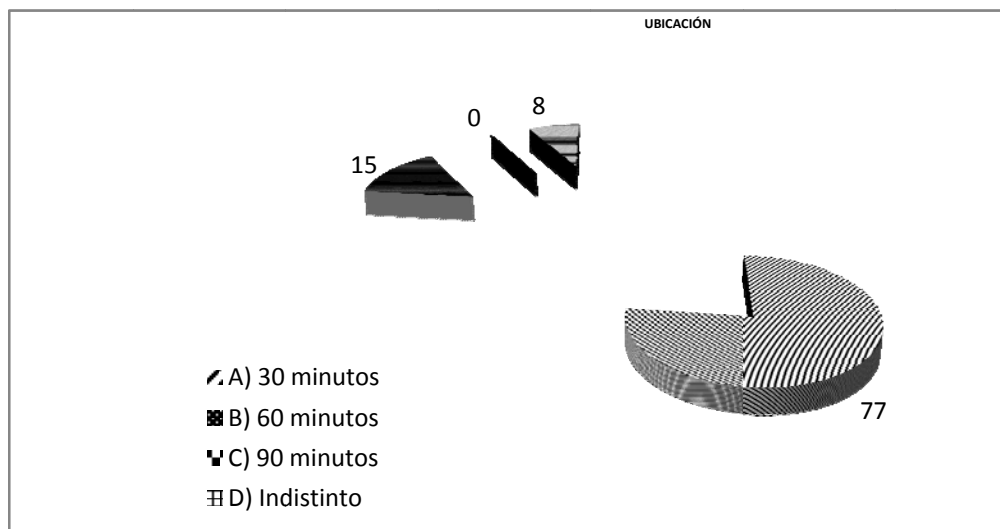 UBICACIÓN
8
0
15
77
A) 30 minutos
B) 60 minutos
C) 90 minutos
D) Indistinto